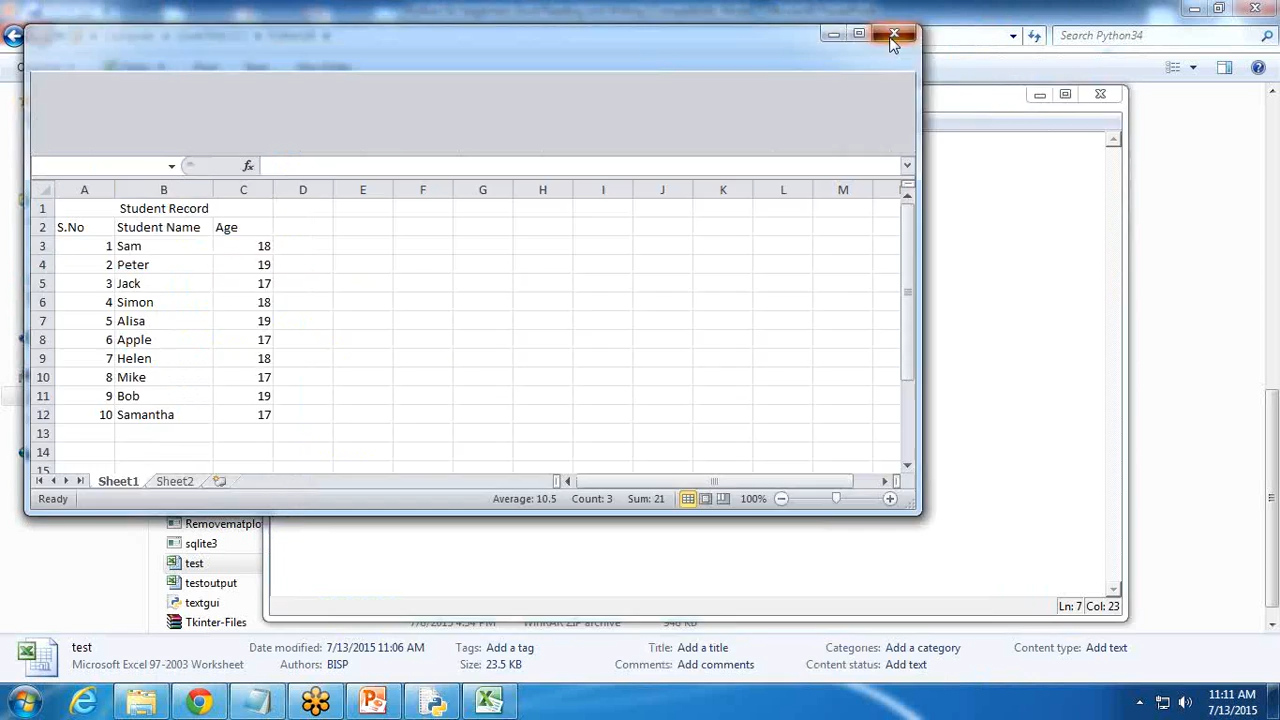 Search Python34
fx
A B C D E F G H I J K L M
1 Student Record
2 S.No Student Name Age
3 1 Sam 18
4 2 Peter 19
5 3 Jack 17
6 4 Simon 18
7 5 Alisa 19
8 6 Apple 17
9 7 Helen 18
10 8 Mike 17
11 9 Bob 19
12 10 Samantha 17
13
14
15
Sheet1 Sheet2
Ready Average: 10.5 Count: 3 Sum: 21 100%
Removematplo
sqlite3
test
testoutput
textgui
Tkinter-Files
Ln: 7 Col: 23
test Date modified: 7/13/2015 11:06 AM Tags: Add a tag Title: Add a title Categories: Add a category Content type: Add text
Microsoft Excel 97-2003 Worksheet Authors: BISP Size: 23.5 KB Comments: Add comments Content status: Add text
11:11 AM
7/13/2015